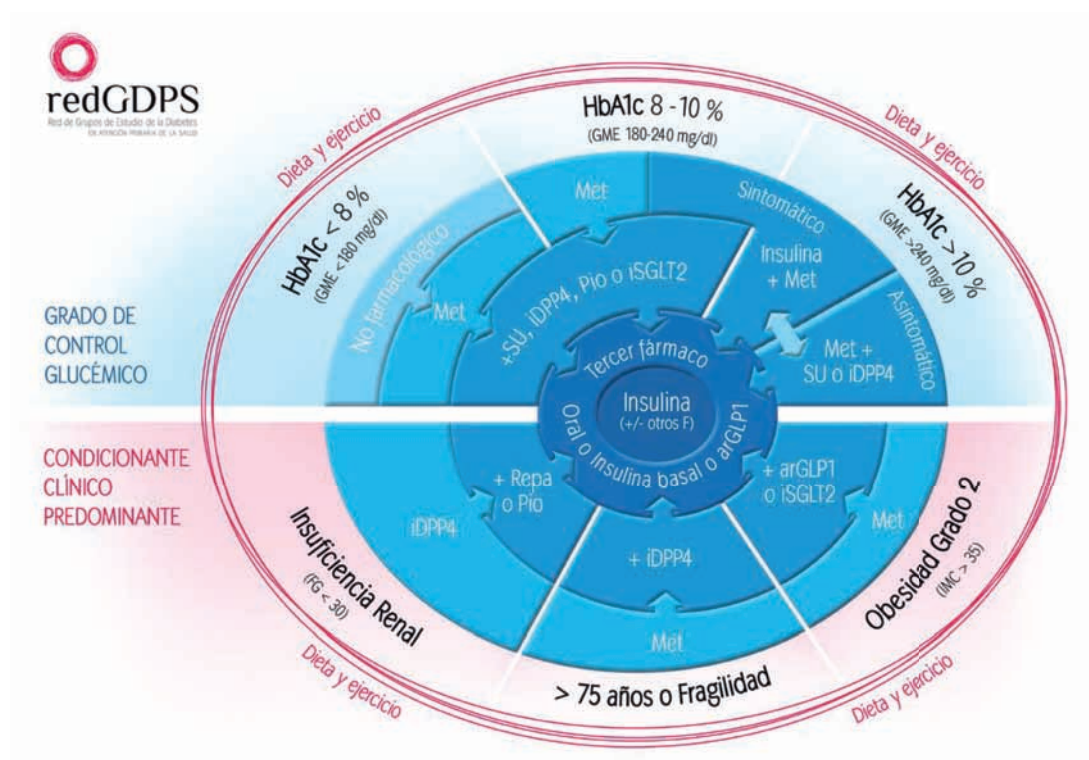 redGDPS
Red de Grupos de Estudio de la Diabetes
EN ATENCIÓN PRIMARIA DE LA SALUD
Dieta y ejercicio
HbA1c 8 - 10 %
(GME 180-240 mg/dl)
Dieta y ejercicio
HbA1c < 8 %
(GME <180 mg/dl)
HbA1c > 10 %
(GME >240 mg/dl)
No farmacológico
Met
Met
+SU, iDPP4, Pio o iSGLT2
Sintomático
Insulina
+ Met
Asintomático
Met +
SU o iDPP4
GRADO DE
CONTROL
GLUCÉMICO
Tercer fármaco
Insulina
(+/- otros F)
Oral o Insulina basal o arGLP1
CONDICIONANTE
CLÍNICO
PREDOMINANTE
iDPP4
+ Repa
o Pio
+ iDPP4
Met
+ arGLP1
o iSGLT2
Met
Insuficiencia Renal
(FG < 30)
> 75 años o Fragilidad
Obesidad Grado 2
(IMC > 35)
Dieta y ejercicio
Dieta y ejercicio